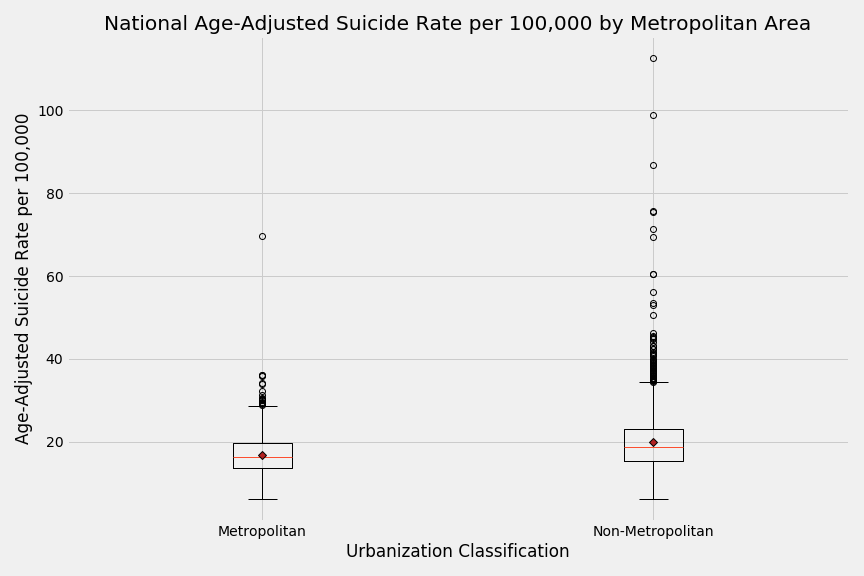 National Age-Adjusted Suicide Rate per 100,000 by Metropolitan Area
Age-Adjusted Suicide Rate per 100,000
100
80
60
40
20
Metropolitan
Non-Metropolitan
Urbanization Classification